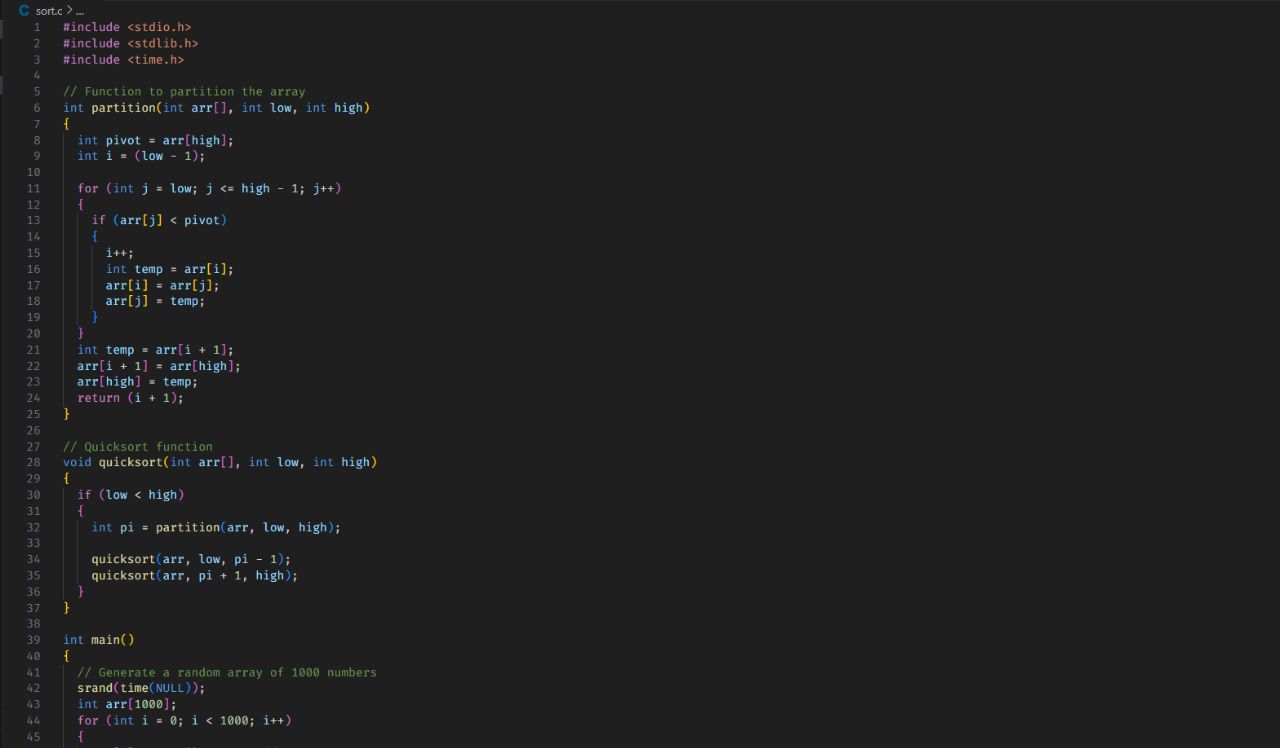 C sort.c > ...
1 #include <stdio.h>
2 #include <stdlib.h>
3 #include <time.h>
4
5 // Function to partition the array
6 int partition(int arr[], int low, int high)
7 {
8   int pivot = arr[high];
9   int i = (low - 1);
10
11   for (int j = low; j <= high - 1; j++)
12   {
13     if (arr[j] < pivot)
14     {
15       i++;
16       int temp = arr[i];
17       arr[i] = arr[j];
18       arr[j] = temp;
19     }
20   }
21   int temp = arr[i + 1];
22   arr[i + 1] = arr[high];
23   arr[high] = temp;
24   return (i + 1);
25 }
26
27 // Quicksort function
28 void quicksort(int arr[], int low, int high)
29 {
30   if (low < high)
31   {
32     int pi = partition(arr, low, high);
33
34     quicksort(arr, low, pi - 1);
35     quicksort(arr, pi + 1, high);
36   }
37 }
38
39 int main()
40 {
41   // Generate a random array of 1000 numbers
42   srand(time(NULL));
43   int arr[1000];
44   for (int i = 0; i < 1000; i++)
45   {